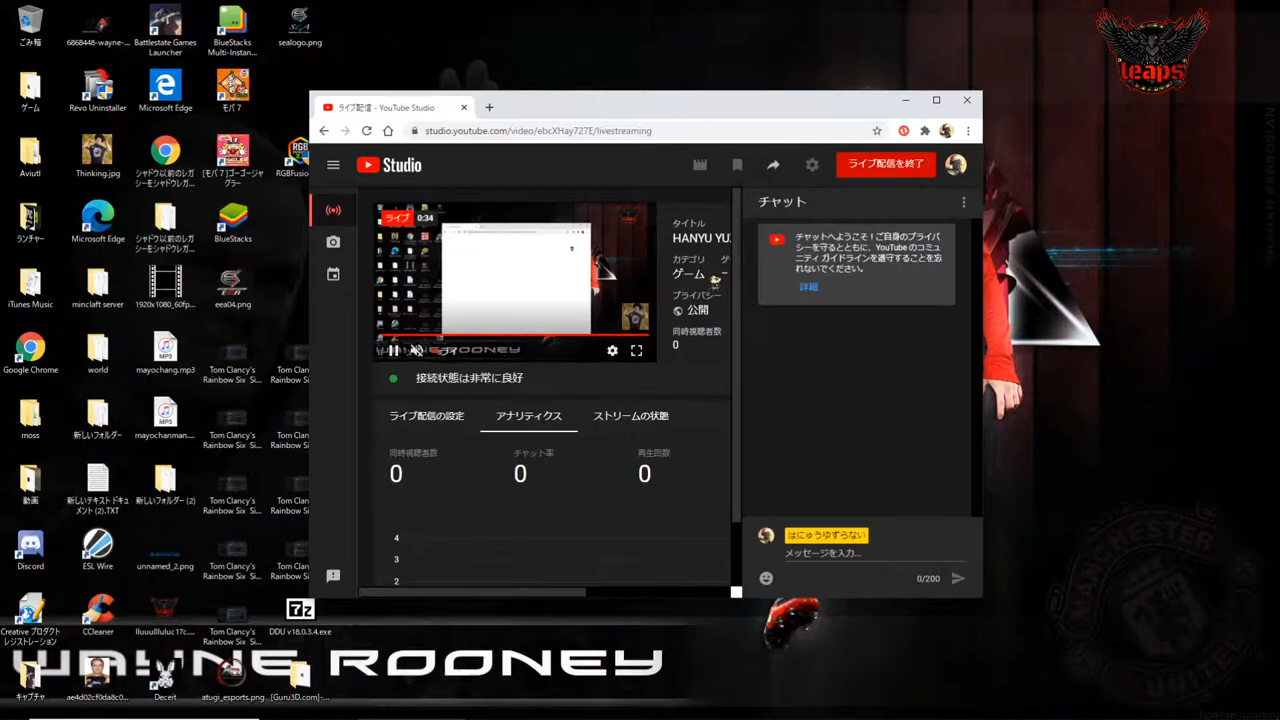 ごみ箱
6868448-wayne-...
Battlestate Games
Launcher
BlueStacks
Multi-Instan...
sealogo.png
ゲーム
Revo Uninstaller
Microsoft Edge
モバ7
Aviutl
Thinking.jpg
シャドウ以前のレガ
シーをシャドウレガ...
[モバ7]ゴーゴージャ
グラー
RGBFusion
ランチャー
Microsoft Edge
シャドウ以前のレガ
シーをシャドウレガ...
BlueStacks
iTunes Music
minclaft server
1920x1080_60fp...
eea04.png
Google Chrome
world
mayochang.mp3
Tom Clancy's
Rainbow Six Si...
Tom
Rainb
moss
新しいフォルダー
mayochanman....
Tom Clancy's
Rainbow Six Si...
Tom
Rainb
動画
新しいテキスト ドキュ
メント (2).TXT
新しいフォルダー (2)
Tom Clancy's
Rainbow Six Si...
Tom
Rainb
Discord
ESL Wire
unnamed_2.png
Tom Clancy's
Rainbow Six Si...
Tom
Rainb
Creative プロダクト
レジストレーション
CCleaner
Tom Clancy's
Rainbow Six Si...
7z
DDU v18.0.3.4.exe
キャプチャ
ae4d02cf0da8c0...
Deceit
atugi_esports.png
[Guru3D.com]-...
WAYNE ROONEY
leaps
ライブ配信 - YouTube Studio
studio.youtube.com/video/ebcXHay727E/livestreaming
Studio
ライブ配信を終了
ライブ 0:34
タイトル
HANYU YU
カテゴリ
ゲーム
プライバシー
公開
同時視聴者数
0
接続状態は非常に良好
ライブ配信の設定
アナリティクス
ストリームの状態
同時視聴者数
チャット率
再生回数
0
0
0
4
3
2
チャット
チャットへようこそ！ご自身のプライバ
シーを守るとともに、YouTube のコミュ
ニティ ガイドラインを遵守することを忘
れないでください。
詳細
はにゅうゆずらない
メッセージを入力...
0/200